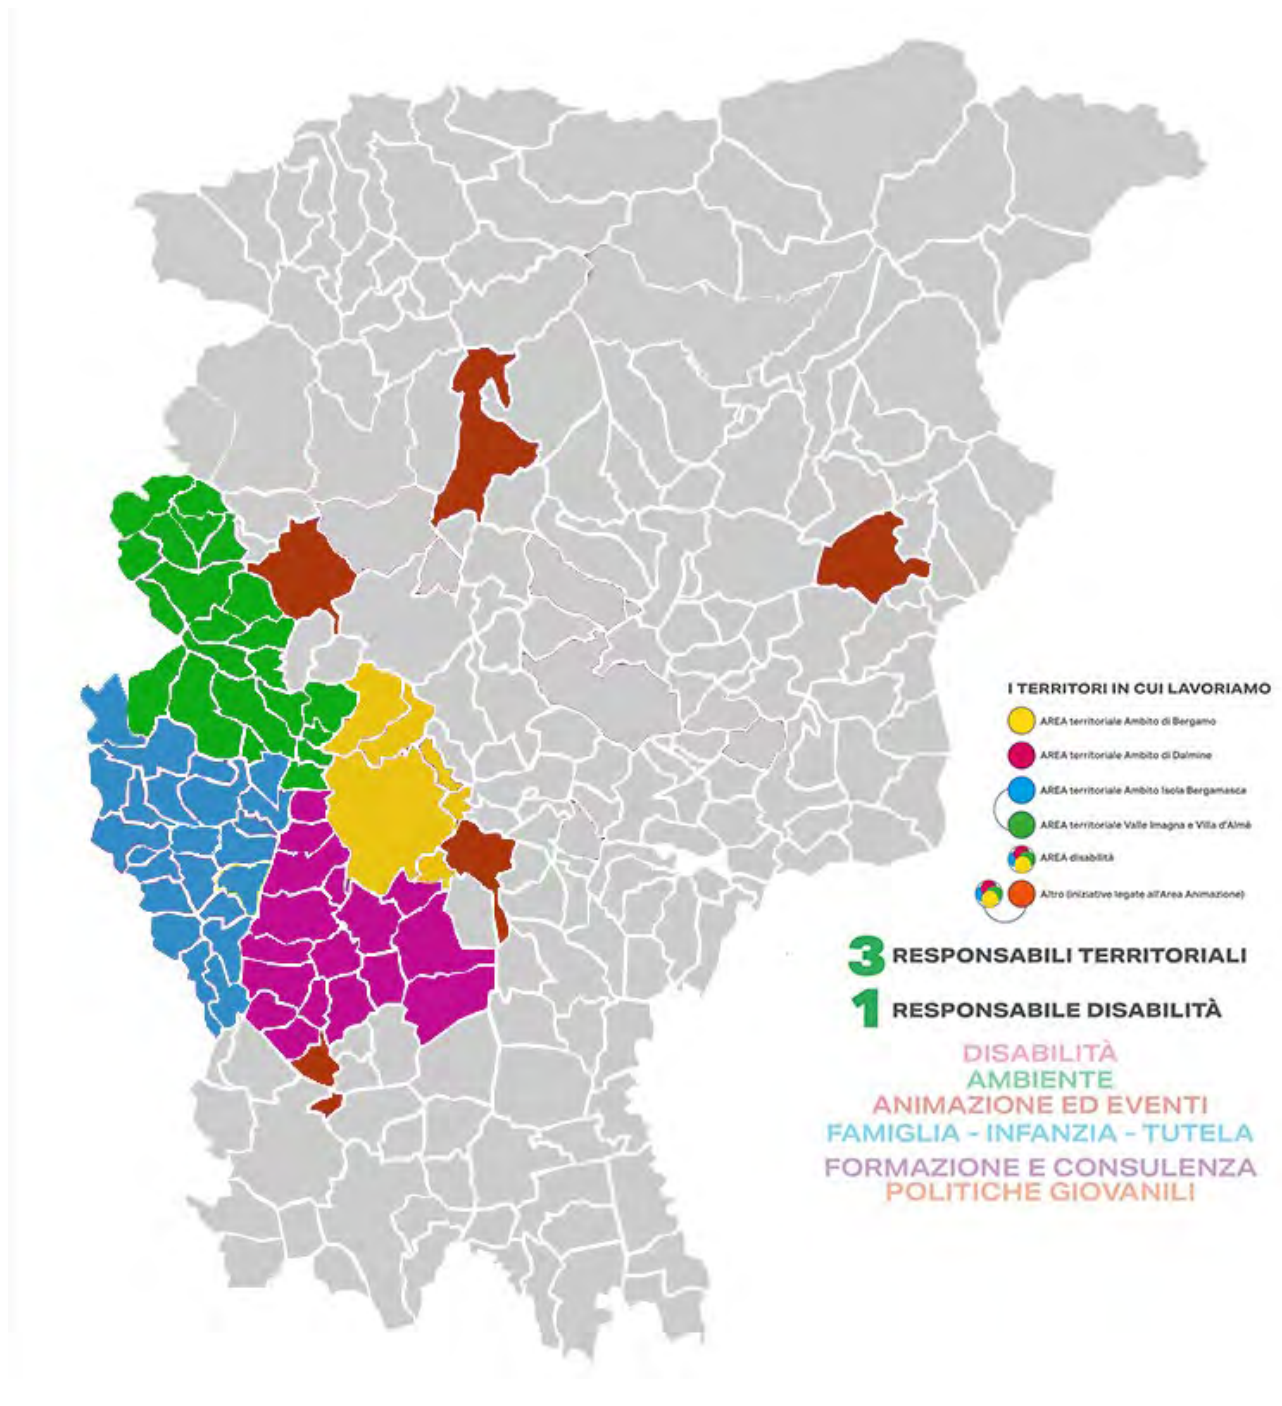 I TERRITORI IN CUI LAVORIAMO
AREA territoriale Ambito di Bergamo
AREA territoriale Ambito di Dalmine
AREA territoriale Ambito Isola Bergamasca
AREA territoriale Valle Imagna e Villa d'Almè
AREA disabilità
Altro (iniziative legate all'Area Animazione)
3 RESPONSABILI TERRITORIALI
1 RESPONSABILE DISABILITÀ
DISABILITÀ
AMBIENTE
ANIMAZIONE ED EVENTI
FAMIGLIA - INFANZIA - TUTELA
FORMAZIONE E CONSULENZA
POLITICHE GIOVANILI